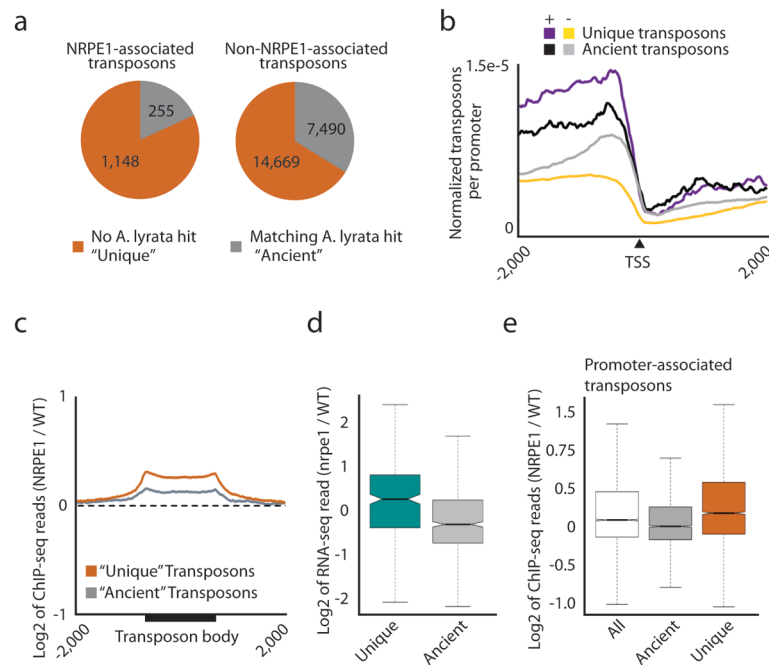 a
NRPE1-associated
transposons
Non-NRPE1-associated
transposons
255
1,148
7,490
14,669
No A. lyrata hit
"Unique"
Matching A. lyrata hit
"Ancient"
b
+ -
Unique transposons
Ancient transposons
Normalized transposons
per promoter
1.5e-5
0
-2,000
TSS
2,000
c
Log2 of ChIP-seq reads (NRPE1 / WT)
1
0
-1
"Unique" Transposons
"Ancient" Transposons
-2,000
Transposon body
2,000
d
Log2 of RNA-seq read (nrpe1 / WT)
2
1
0
-1
-2
Unique
Ancient
e
Promoter-associated
transposons
Log2 of ChIP-seq reads (NRPE1 / WT)
1.5
0.75
0.5
0
-0.5
-1.0
All
Ancient
Unique